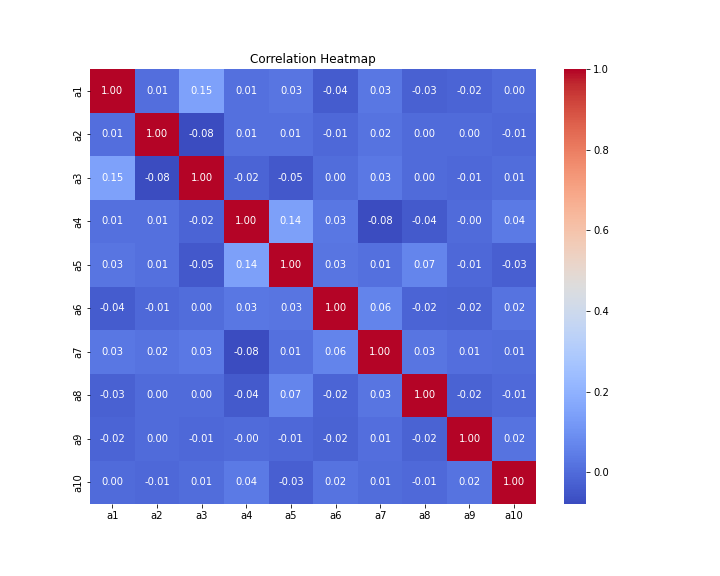 Correlation Heatmap
a1 1.00 0.01 0.15 0.01 0.03 -0.04 0.03 -0.03 -0.02 0.00
a2 0.01 1.00 -0.08 0.01 0.01 -0.01 0.02 0.00 0.00 -0.01
a3 0.15 -0.08 1.00 -0.02 -0.05 0.00 0.03 0.00 -0.01 0.01
a4 0.01 0.01 -0.02 1.00 0.14 0.03 -0.08 -0.04 -0.00 0.04
a5 0.03 0.01 -0.05 0.14 1.00 0.03 0.01 0.07 -0.01 -0.03
a6 -0.04 -0.01 0.00 0.03 0.03 1.00 0.06 -0.02 -0.02 0.02
a7 0.03 0.02 0.03 -0.08 0.01 0.06 1.00 0.03 0.01 0.01
a8 -0.03 0.00 0.00 -0.04 0.07 -0.02 0.03 1.00 -0.02 -0.01
a9 -0.02 0.00 -0.01 -0.00 -0.01 -0.02 0.01 -0.02 1.00 0.02
a10 0.00 -0.01 0.01 0.04 -0.03 0.02 0.01 -0.01 0.02 1.00
a1 a2 a3 a4 a5 a6 a7 a8 a9 a10
1.0
0.8
0.6
0.4
0.2
0.0